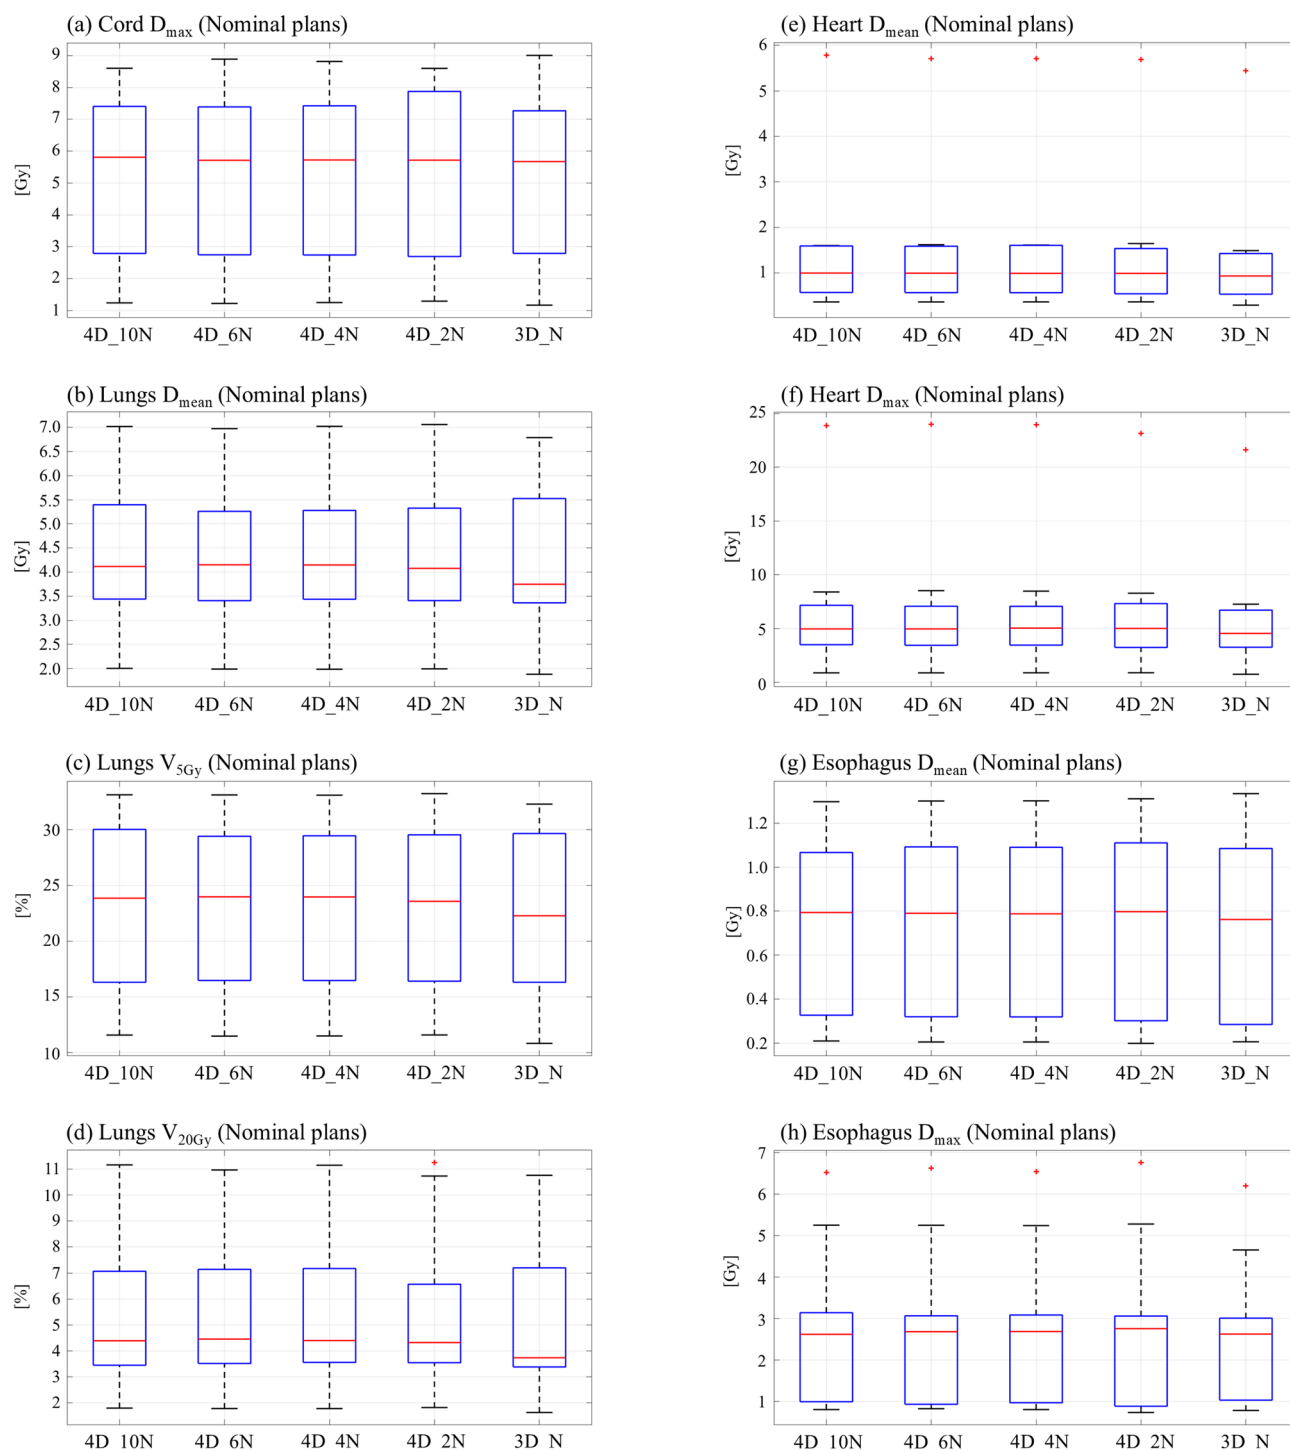 (a) Cord Dmax (Nominal plans)
9
8
7
6
5
4
3
2
1
[Gy]
4D_10N 4D_6N 4D_4N 4D_2N 3D_N
(b) Lungs Dmean (Nominal plans)
7.0
6.5
6.0
5.5
5.0
4.5
4.0
3.5
3.0
2.5
2.0
[Gy]
4D_10N 4D_6N 4D_4N 4D_2N 3D_N
(c) Lungs V5Gy (Nominal plans)
30
25
20
15
10
[%]
4D_10N 4D_6N 4D_4N 4D_2N 3D_N
(d) Lungs V20Gy (Nominal plans)
11
10
9
8
7
6
5
4
3
2
[%]
4D_10N 4D_6N 4D_4N 4D_2N 3D_N
(e) Heart Dmean (Nominal plans)
6
5
4
3
2
1
[Gy]
4D_10N 4D_6N 4D_4N 4D_2N 3D_N
(f) Heart Dmax (Nominal plans)
25
20
15
10
5
0
[Gy]
4D_10N 4D_6N 4D_4N 4D_2N 3D_N
(g) Esophagus Dmean (Nominal plans)
1.2
1.0
0.8
0.6
0.4
0.2
[Gy]
4D_10N 4D_6N 4D_4N 4D_2N 3D_N
(h) Esophagus Dmax (Nominal plans)
7
6
5
4
3
2
1
[Gy]
4D_10N 4D_6N 4D_4N 4D_2N 3D_N